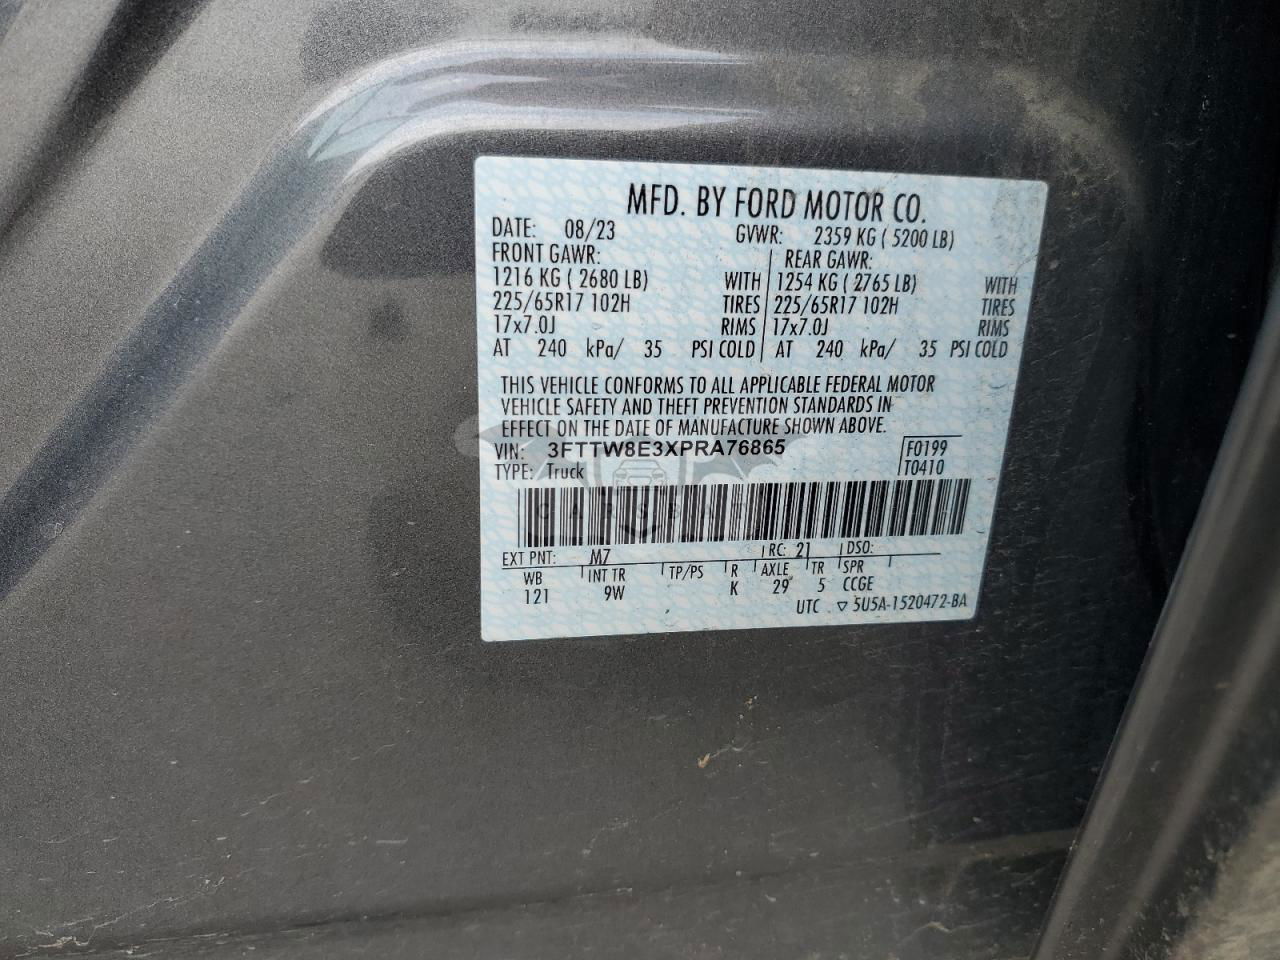 MFD. BY FORD MOTOR CO.
DATE: 08/23 GVWR: 2359 KG ( 5200 LB)
FRONT GAWR: REAR GAWR:
1216 KG ( 2680 LB) WITH 1254 KG ( 2765 LB) WITH
225/65R17 102H TIRES 225/65R17 102H TIRES
17x7.0J RIMS 17x7.0J RIMS
AT 240 kPa/ 35 PSI COLD AT 240 kPa/ 35 PSI COLD
THIS VEHICLE CONFORMS TO ALL APPLICABLE FEDERAL MOTOR
VEHICLE SAFETY AND THEFT PREVENTION STANDARDS IN
EFFECT ON THE DATE OF MANUFACTURE SHOWN ABOVE.
VIN: 3FTTW8E3XPRA76865 F0199
TYPE: Truck T0410
EXT PNT: M7 RC: 21 DSO:
WB INT TR TP/PS R AXLE TR SPR
121 9W K 29 5 CCGE
UTC ▽ 5U5A-1520472-BA